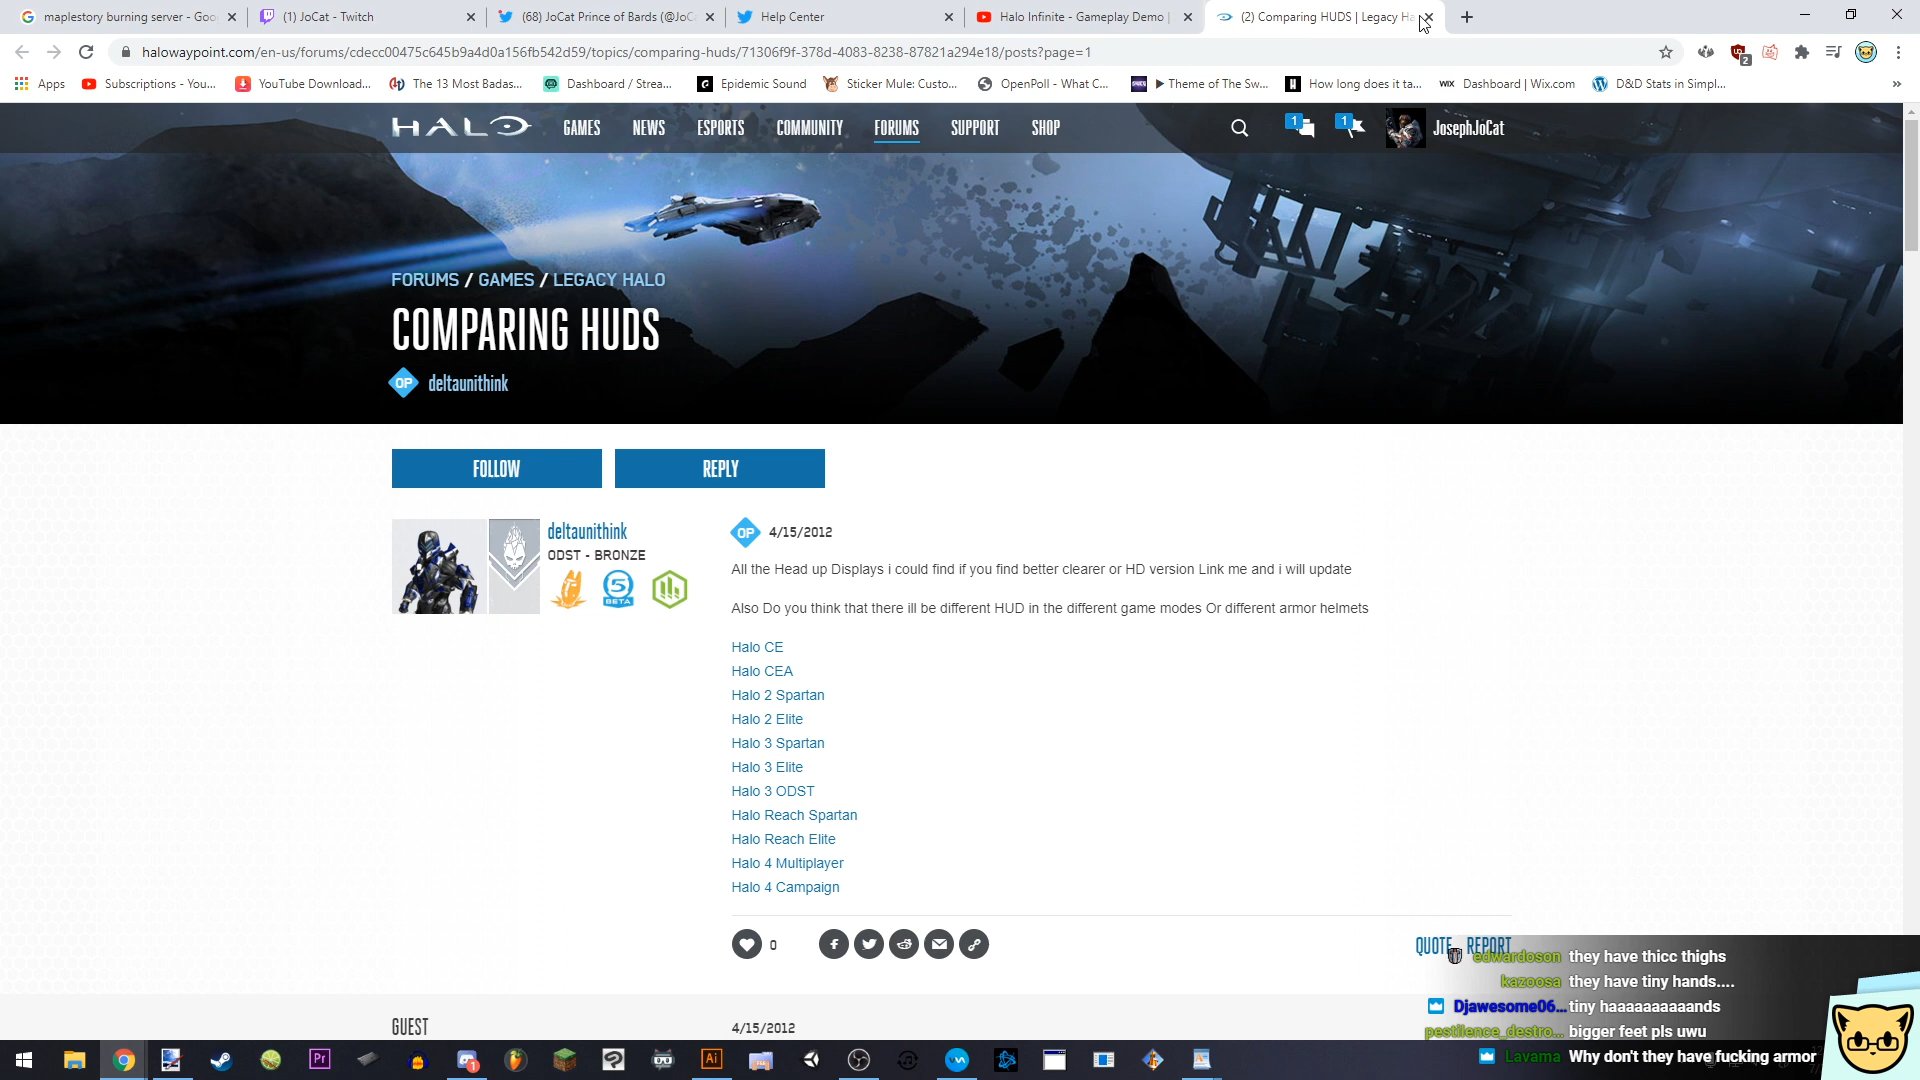 maplestory burning server - Goo
(1) JoCat - Twitch
(68) JoCat Prince of Bards (@JoC
Help Center
Halo Infinite - Gameplay Demo |
(2) Comparing HUDS | Legacy Ha
halowaypoint.com/en-us/forums/cdecc00475c645b9a4d0a156fb542d59/topics/comparing-huds/71306f9f-378d-4083-8238-87821a294e18/posts?page=1
2
Apps
Subscriptions - You...
YouTube Download...
The 13 Most Badas...
Dashboard / Strea...
Epidemic Sound
Sticker Mule: Custo...
OpenPoll - What C...
▶ Theme of The Sw...
How long does it ta...
WIX Dashboard | Wix.com
D&D Stats in Simpl...
»
HALO
GAMES
NEWS
ESPORTS
COMMUNITY
FORUMS
SUPPORT
SHOP
1
1
JosephJoCat
FORUMS / GAMES / LEGACY HALO
COMPARING HUDS
OP deltaunithink
FOLLOW
REPLY
deltaunithink
ODST - BRONZE
5
BETA
OP 4/15/2012
All the Head up Displays i could find if you find better clearer or HD version Link me and i will update
Also Do you think that there ill be different HUD in the different game modes Or different armor helmets
Halo CE
Halo CEA
Halo 2 Spartan
Halo 2 Elite
Halo 3 Spartan
Halo 3 Elite
Halo 3 ODST
Halo Reach Spartan
Halo Reach Elite
Halo 4 Multiplayer
Halo 4 Campaign
0
QUOTE REPORT
GUEST
4/15/2012
edwardoson they have thicc thighs
kazoosa they have tiny hands....
Djawesome06... tiny haaaaaaaaaands
pestilence_destro... bigger feet pls uwu
Lavama Why don't they have fucking armor
Pr
Ai
1